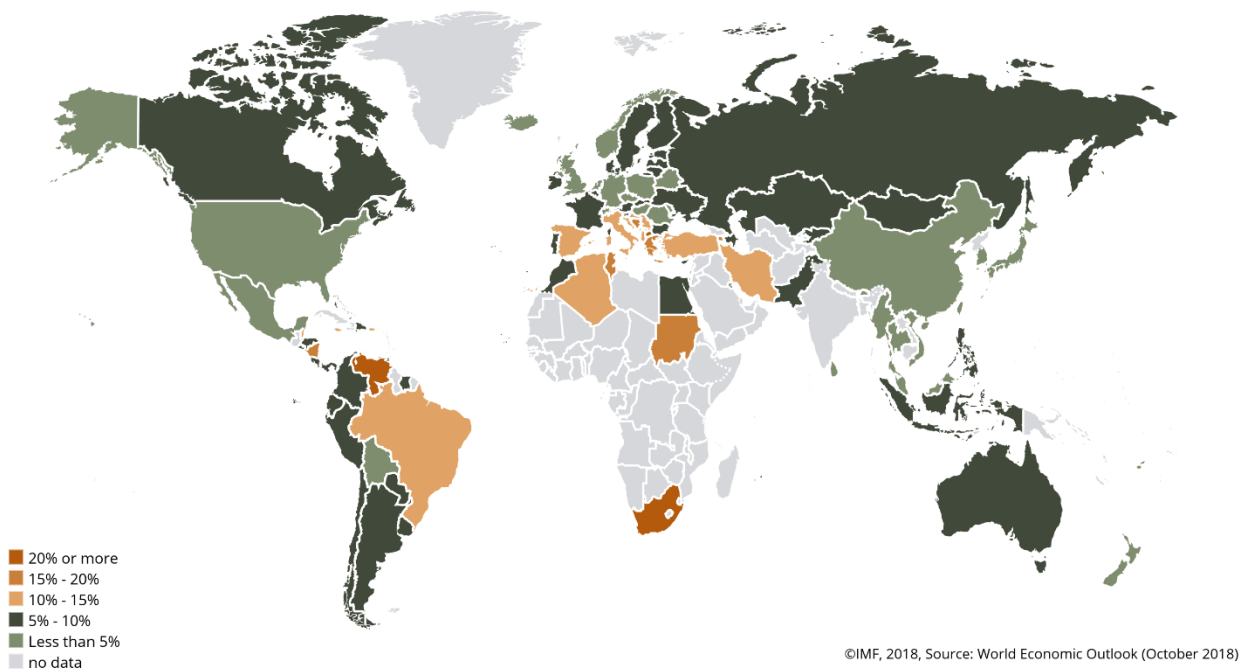 20% or more
15% - 20%
10% - 15%
5% - 10%
Less than 5%
no data
©IMF, 2018, Source: World Economic Outlook (October 2018)